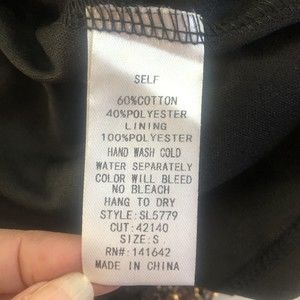 SELF
60%COTTON
40%POLYESTER
LINING
100%POLYESTER
HAND WASH COLD
WATER SEPARATELY
COLOR WILL BLEED
NO BLEACH
HANG TO DRY
STYLE: SL5779
CUT: 42140
SIZE: S
RN#: 141642
MADE IN CHINA